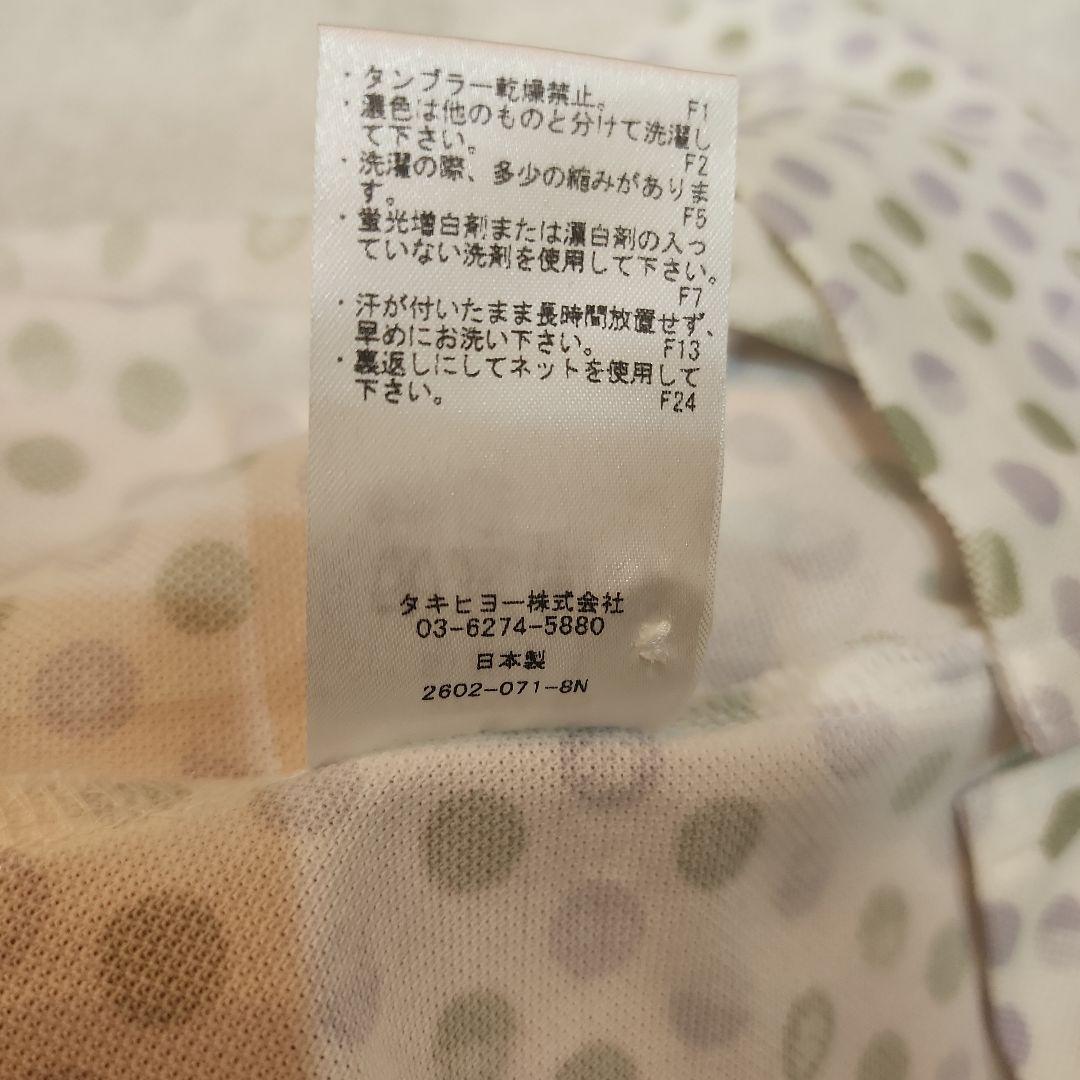 ・タンブラー乾燥禁止。 F1
・濃色は他のものと分けて洗濯し
て下さい。 F2
・洗濯の際、多少の縮みがありま
す。 F5
・蛍光増白剤または漂白剤の入っ
ていない洗剤を使用して下さい。
F7
・汗が付いたまま長時間放置せず、
早めにお洗い下さい。 F13
・裏返しにしてネットを使用して
下さい。 F24
タキヒヨー株式会社
03-6274-5880
日本製
2602-071-8N